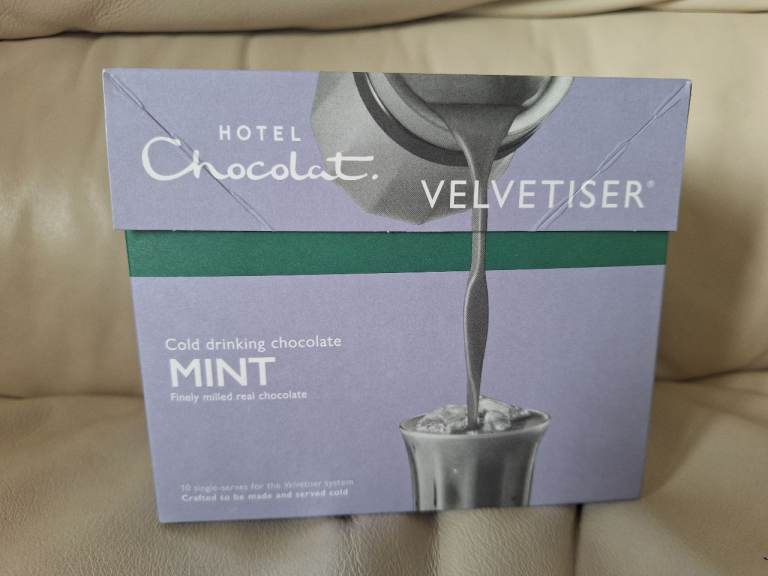 HOTEL
Chocolat.
VELVETISER®
Cold drinking chocolate
MINT
Finely milled real chocolate
10 single-serves for the Velvetiser system
Crafted to be made and served cold